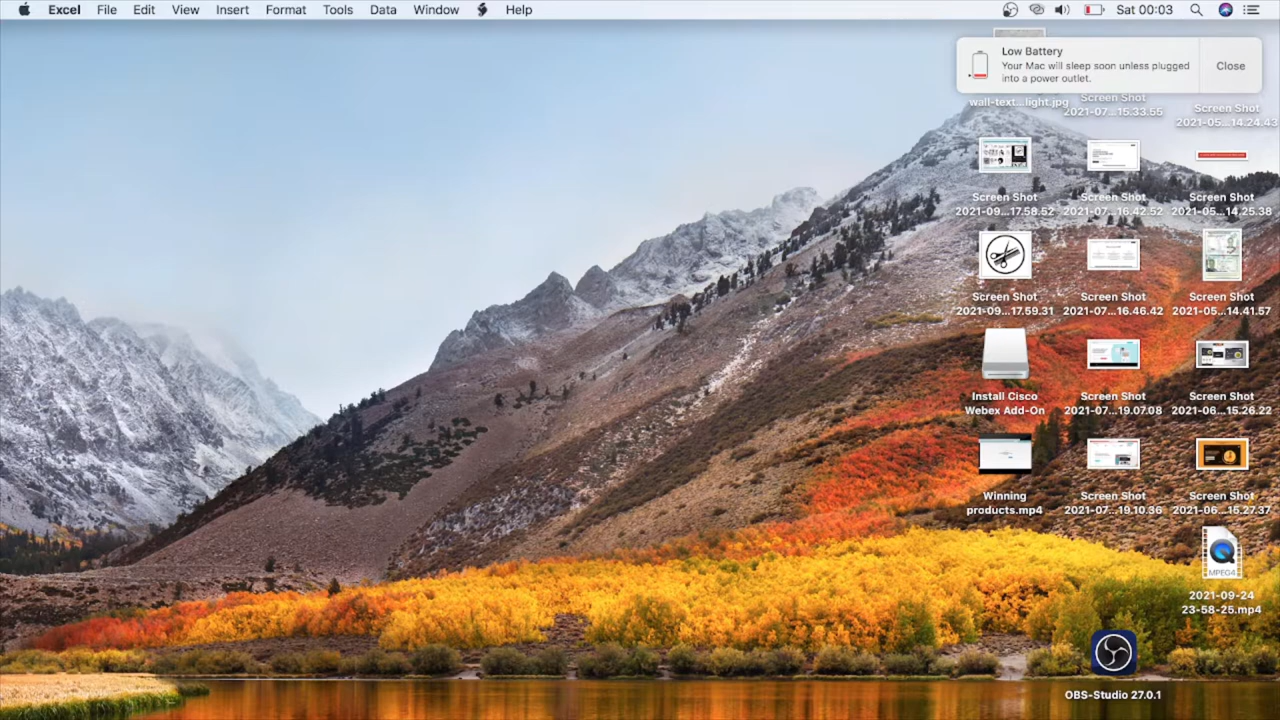 Excel File Edit View Insert Format Tools Data Window Help Sat 00:03
Low Battery
Your Mac will sleep soon unless plugged
into a power outlet.
Close
wall-text...light.jpg
Screen Shot
2021-07...15.33.55
Screen Shot
2021-05...14.24.43
Screen Shot
2021-09...17.58.52
Screen Shot
2021-07...16.42.52
Screen Shot
2021-05...14.25.38
Screen Shot
2021-09...17.59.31
Screen Shot
2021-07...16.46.42
Screen Shot
2021-05...14.41.57
Install Cisco
Webex Add-On
Screen Shot
2021-07...19.07.08
Screen Shot
2021-06...15.26.22
Winning
products.mp4
Screen Shot
2021-07...19.10.36
Screen Shot
2021-06...15.27.37
MPEG4
2021-09-24
23-58-25.mp4
OBS-Studio 27.0.1